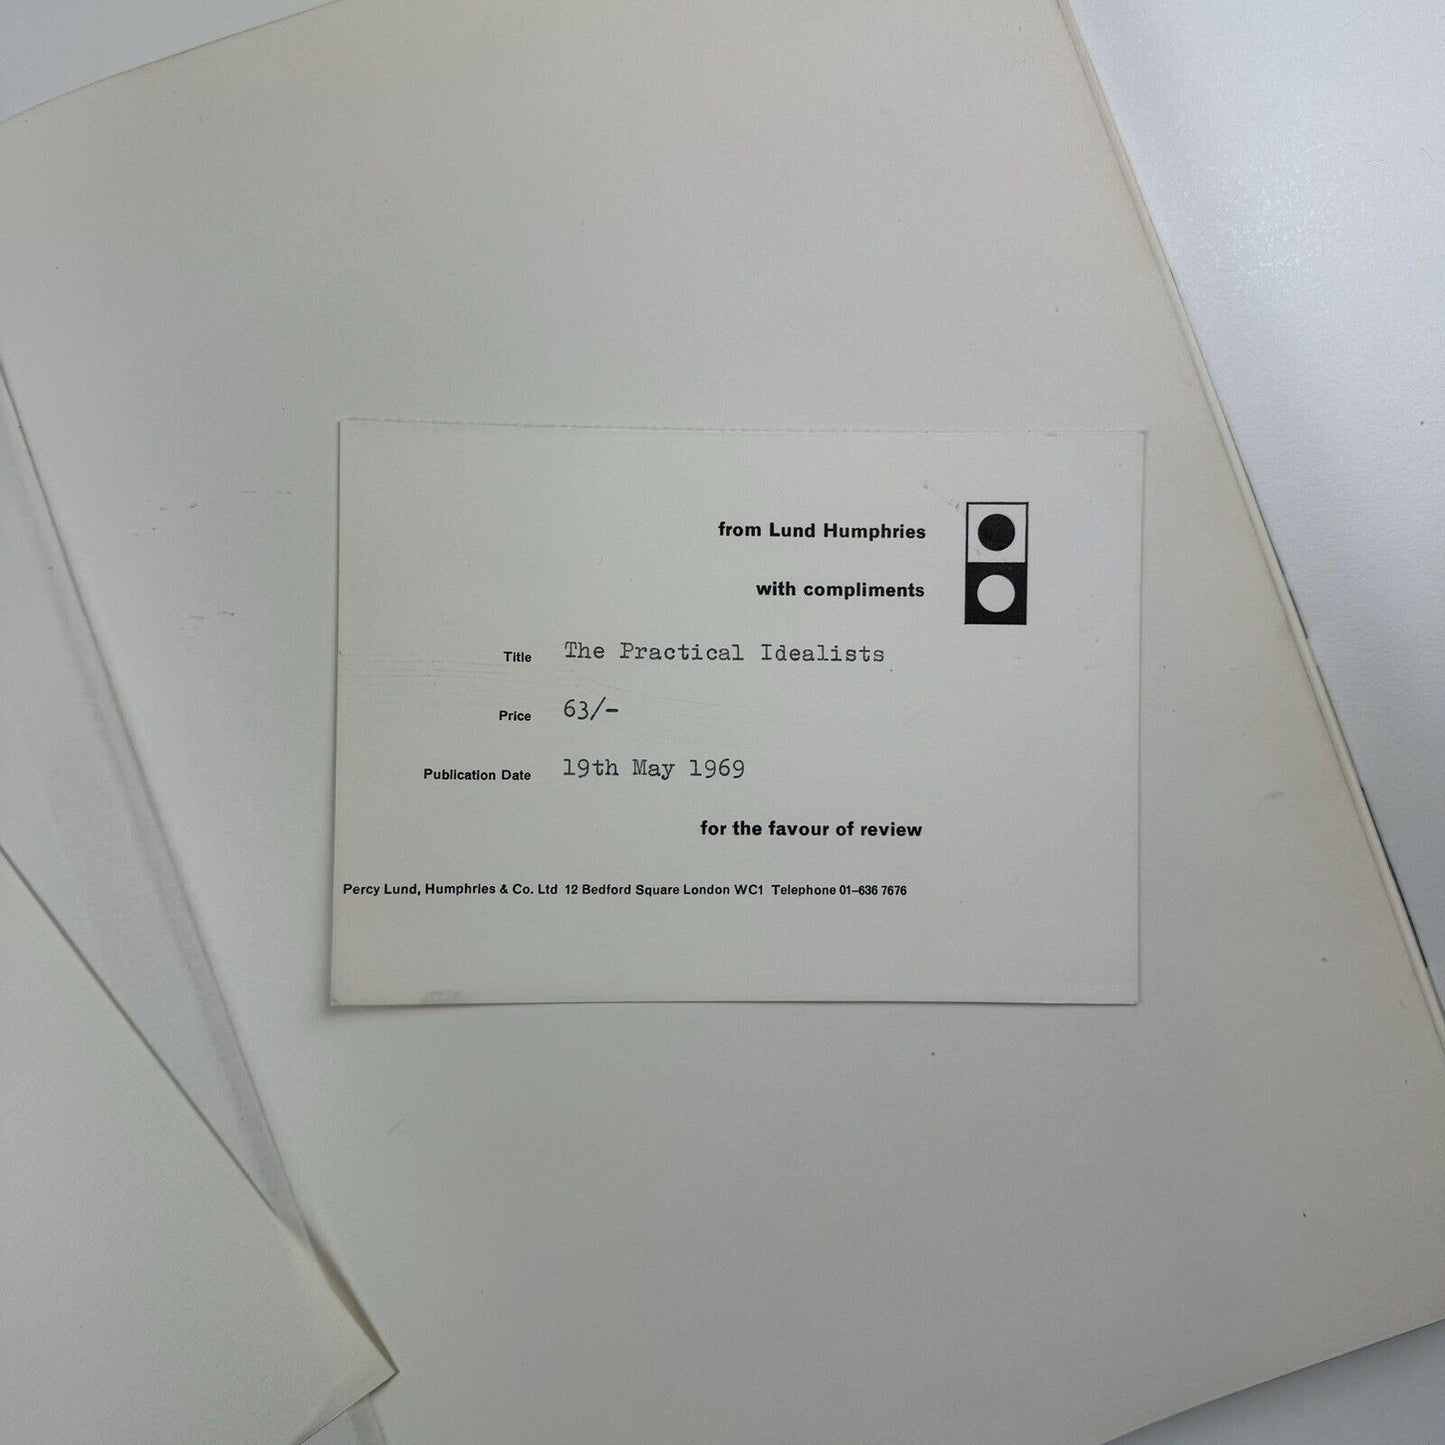 from Lund Humphries
with compliments
Title The Practical Idealists
Price 63/-
Publication Date 19th May 1969
for the favour of review
Percy Lund, Humphries & Co. Ltd 12 Bedford Square London WC1 Telephone 01–636 7676